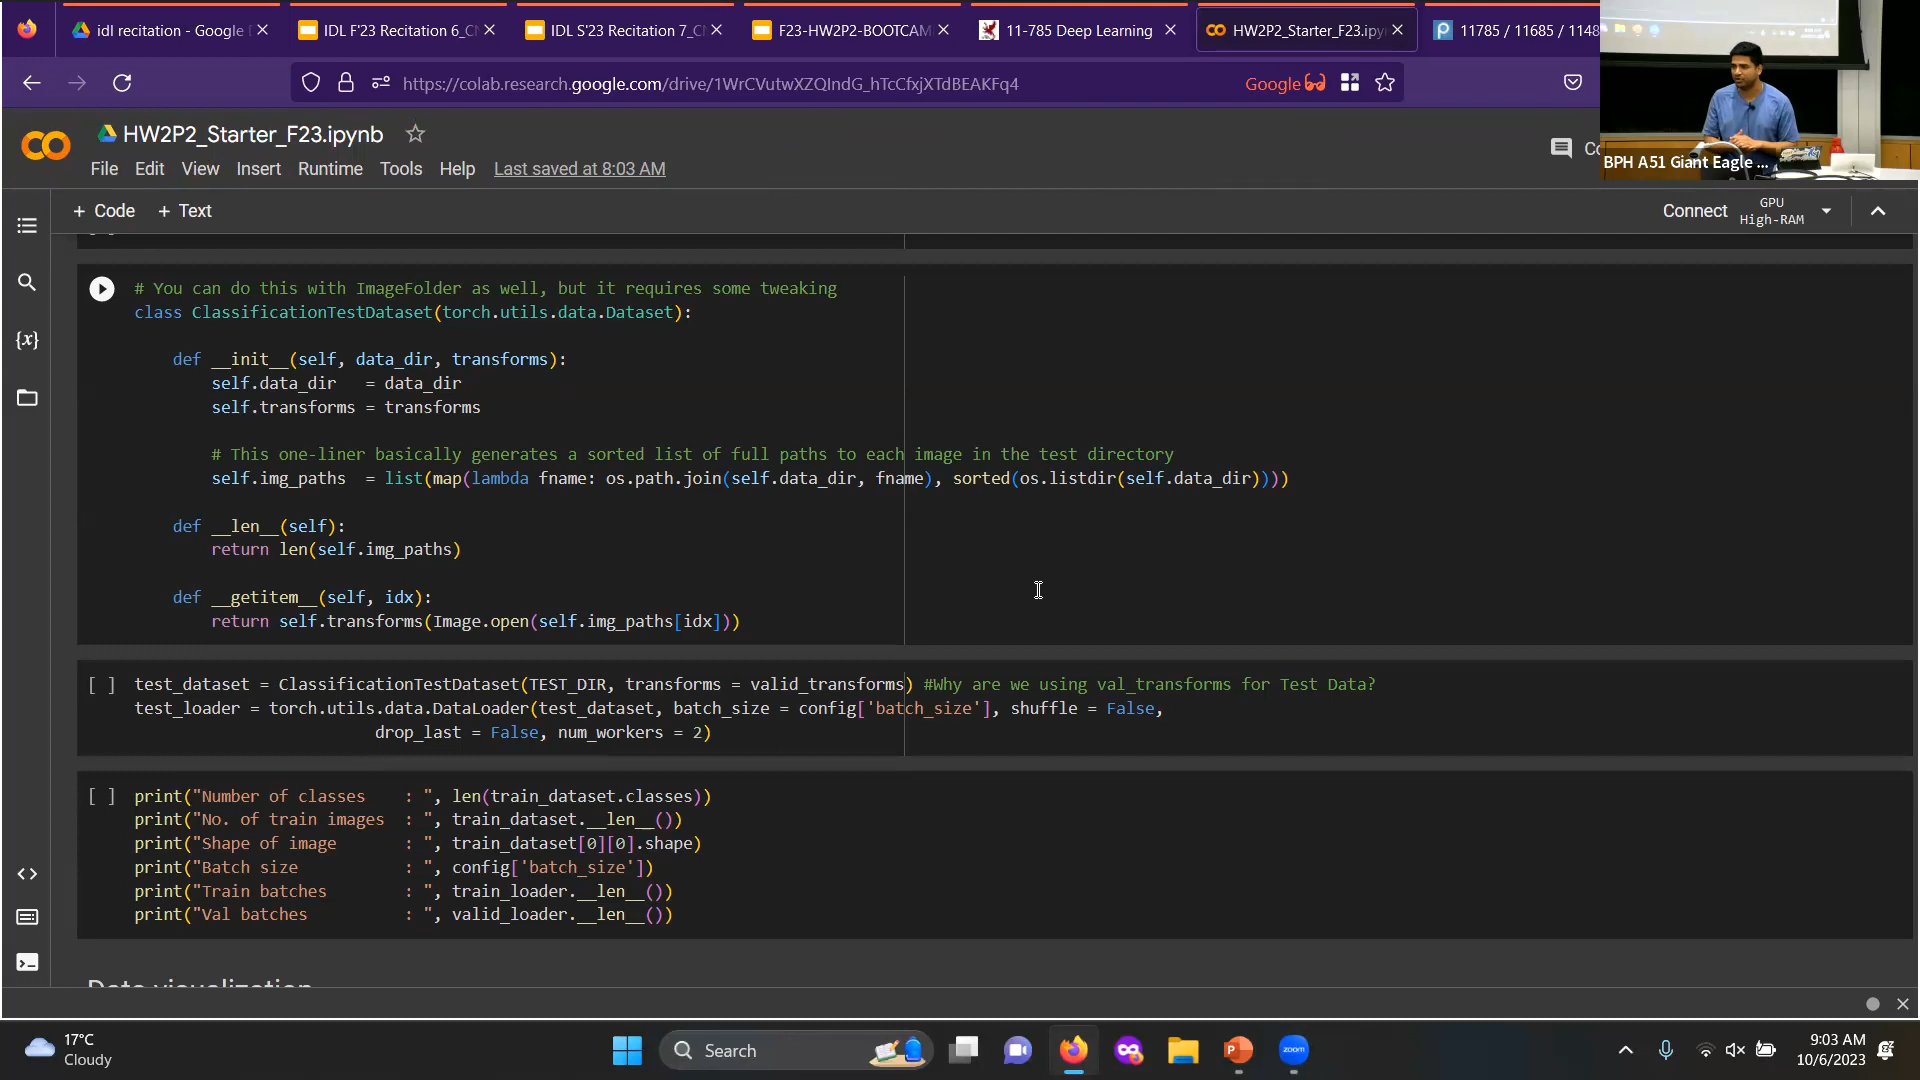 idl recitation - Google
IDL F'23 Recitation 6_C
IDL S'23 Recitation 7_C
F23-HW2P2-BOOTCAM
11-785 Deep Learning
HW2P2_Starter_F23.ipy
11785 / 11685 / 1148
https://colab.research.google.com/drive/1WrCVutwXZQIndG_hTcCfxjXTdBEAKFq4
Google
HW2P2_Starter_F23.ipynb
File Edit View Insert Runtime Tools Help Last saved at 8:03 AM
BPH A51 Giant Eagle ...
+ Code + Text
Connect GPU
High-RAM
# You can do this with ImageFolder as well, but it requires some tweaking
class ClassificationTestDataset(torch.utils.data.Dataset):
def __init__(self, data_dir, transforms):
self.data_dir   = data_dir
self.transforms = transforms
# This one-liner basically generates a sorted list of full paths to each image in the test directory
self.img_paths  = list(map(lambda fname: os.path.join(self.data_dir, fname), sorted(os.listdir(self.data_dir))))
def __len__(self):
return len(self.img_paths)
def __getitem__(self, idx):
return self.transforms(Image.open(self.img_paths[idx]))
[ ] test_dataset = ClassificationTestDataset(TEST_DIR, transforms = valid_transforms) #Why are we using val_transforms for Test Data?
test_loader = torch.utils.data.DataLoader(test_dataset, batch_size = config['batch_size'], shuffle = False,
drop_last = False, num_workers = 2)
[ ] print("Number of classes    : ", len(train_dataset.classes))
print("No. of train images  : ", train_dataset.__len__())
print("Shape of image       : ", train_dataset[0][0].shape)
print("Batch size           : ", config['batch_size'])
print("Train batches        : ", train_loader.__len__())
print("Val batches          : ", valid_loader.__len__())
Data visualization
17°C
Cloudy
Search
zoom
9:03 AM
10/6/2023